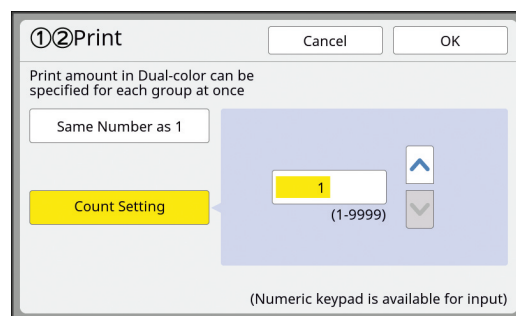 ①②Print
Cancel
OK
Print amount in Dual-color can be
specified for each group at once
Same Number as 1
Count Setting
1
(1-9999)
(Numeric keypad is available for input)